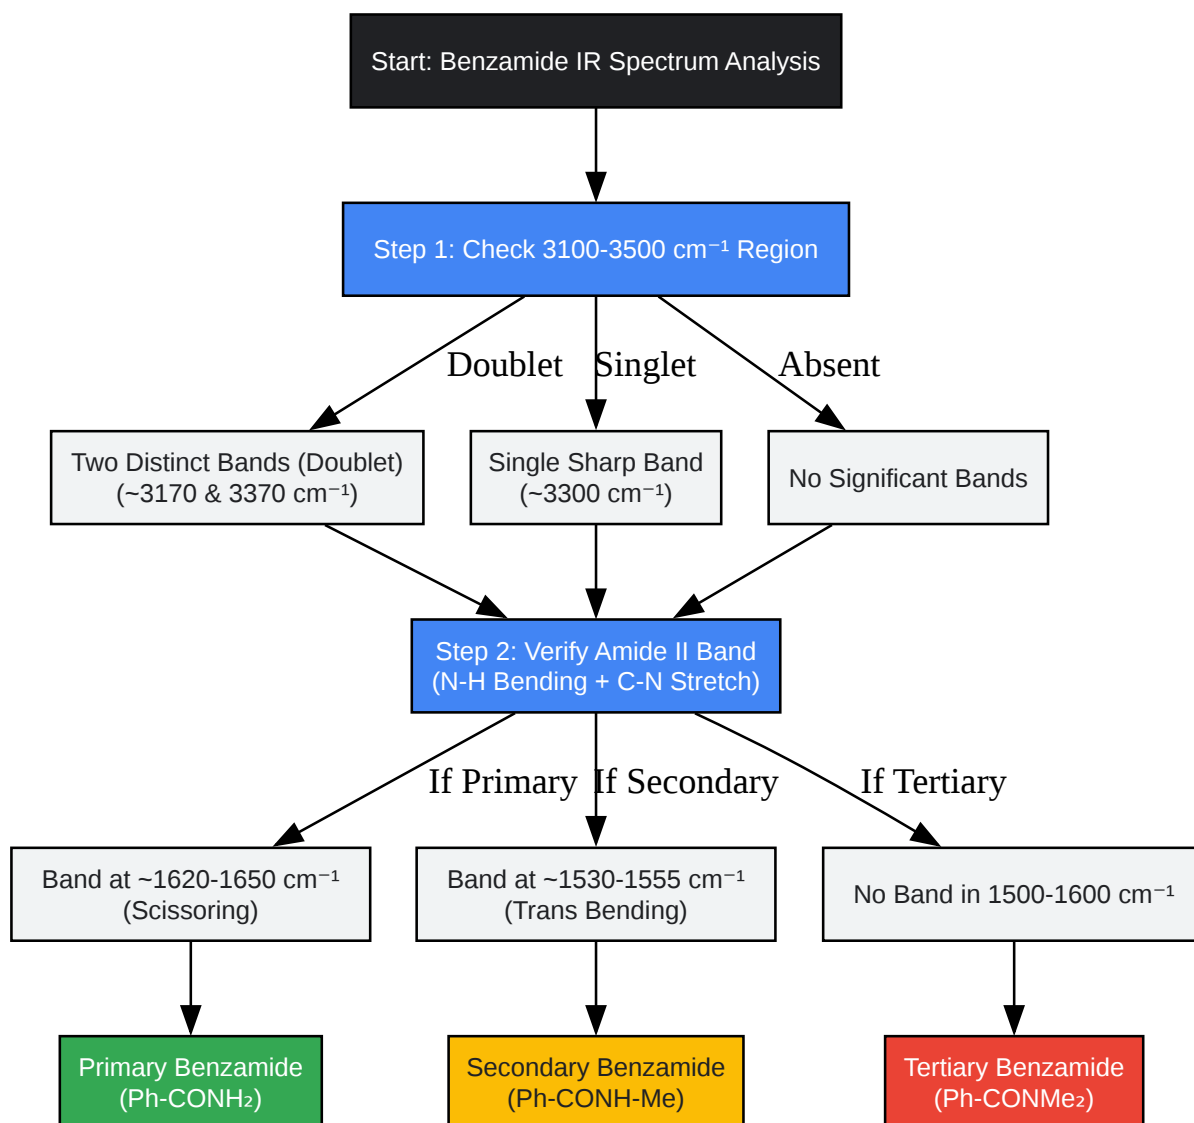 Start: Benzamide IR Spectrum Analysis
Step 1: Check 3100-3500 cm⁻¹ Region
Doublet
Singlet
Absent
Two Distinct Bands (Doublet)
(~3170 & 3370 cm⁻¹)
Single Sharp Band
(~3300 cm⁻¹)
No Significant Bands
Step 2: Verify Amide II Band
(N-H Bending + C-N Stretch)
If Primary
If Secondary
If Tertiary
Band at ~1620-1650 cm⁻¹
(Scissoring)
Band at ~1530-1555 cm⁻¹
(Trans Bending)
No Band in 1500-1600 cm⁻¹
Primary Benzamide
(Ph-CONH₂)
Secondary Benzamide
(Ph-CONH-Me)
Tertiary Benzamide
(Ph-CONMe₂)